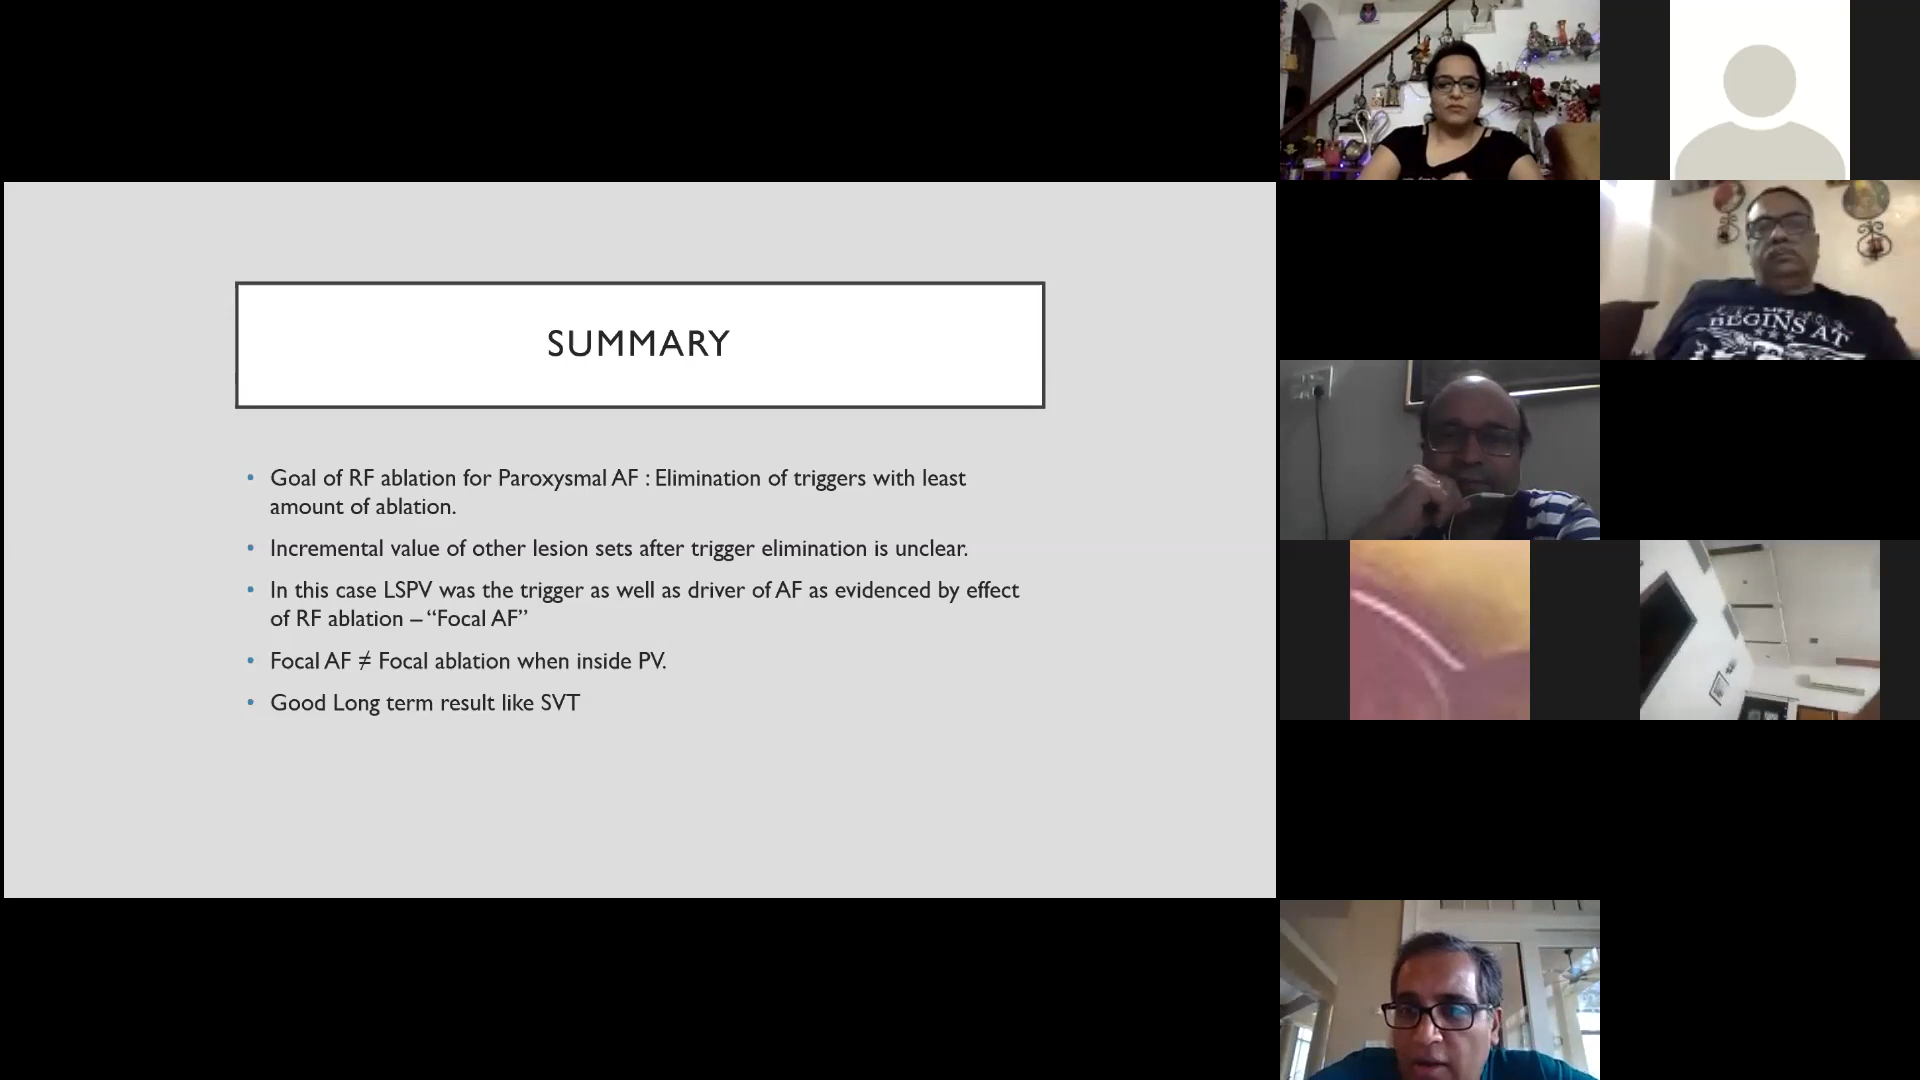 SUMMARY
• Goal of RF ablation for Paroxysmal AF : Elimination of triggers with least
amount of ablation.
• Incremental value of other lesion sets after trigger elimination is unclear.
• In this case LSPV was the trigger as well as driver of AF as evidenced by effect
of RF ablation – “Focal AF”
• Focal AF ≠ Focal ablation when inside PV.
• Good Long term result like SVT
LIFE
BEGINS AT